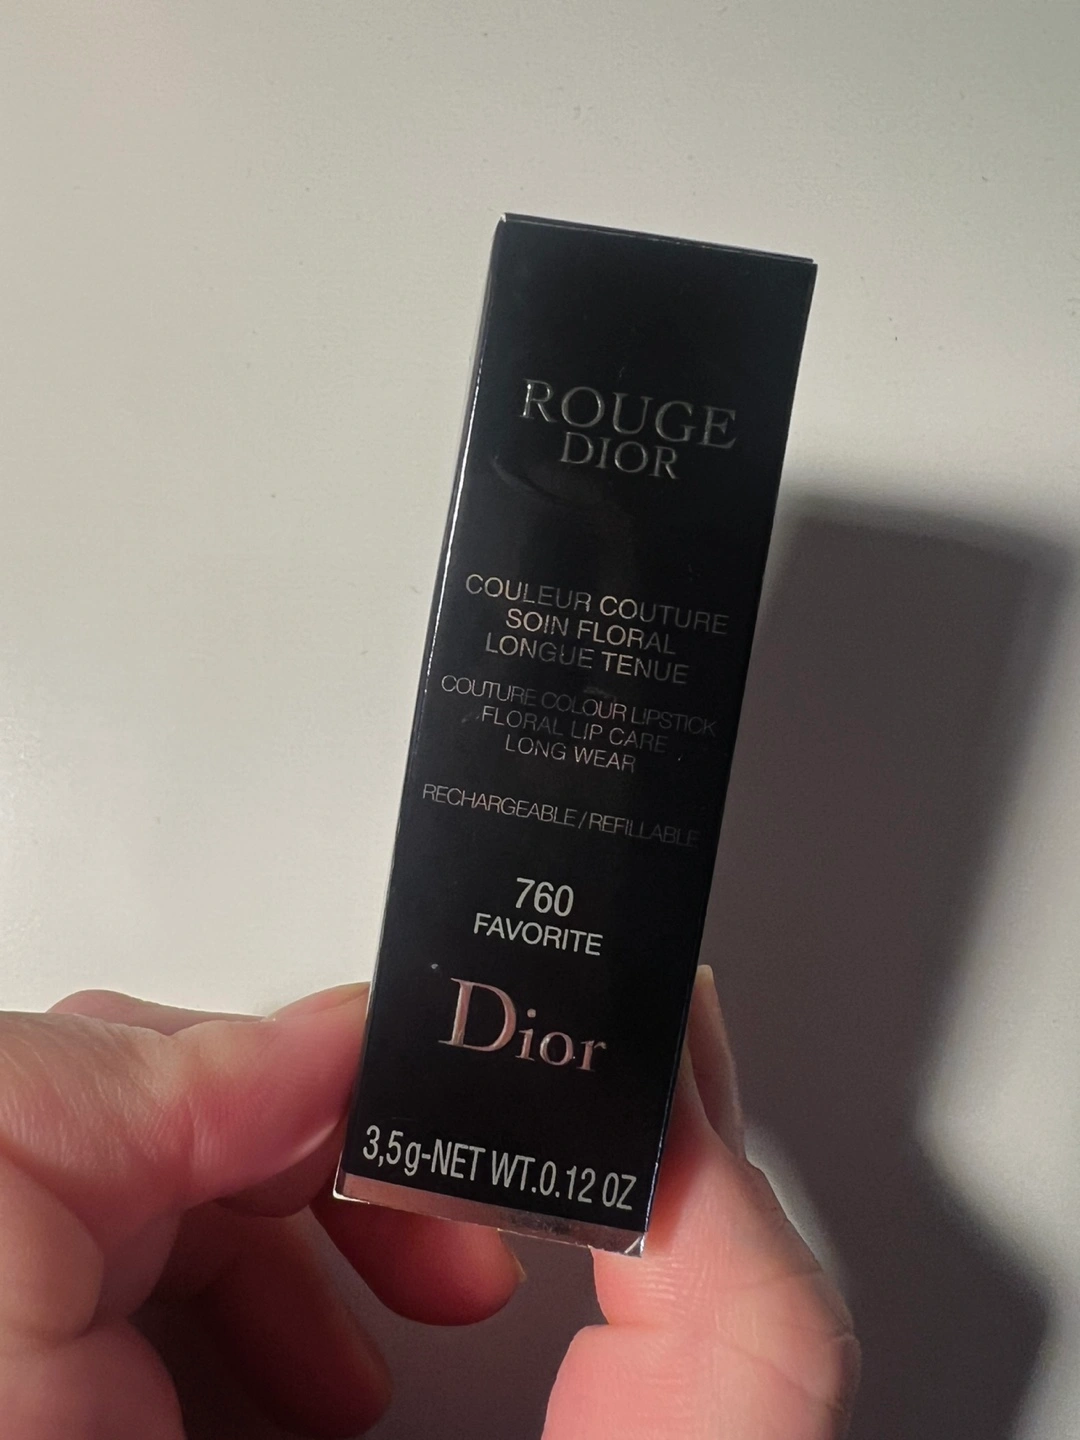 ROUGE
DIOR
COULEUR COUTURE
SOIN FLORAL
LONGUE TENUE
COUTURE COLOUR LIPSTICK
FLORAL LIP CARE
LONG WEAR
RECHARGEABLE/REFILLABLE
760
FAVORITE
Dior
3,5g-NET WT.0.12 OZ